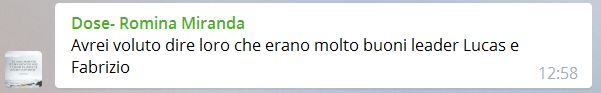 Dose- Romina Miranda
Avrei voluto dire loro che erano molto buoni leader Lucas e
Fabrizio
12:58